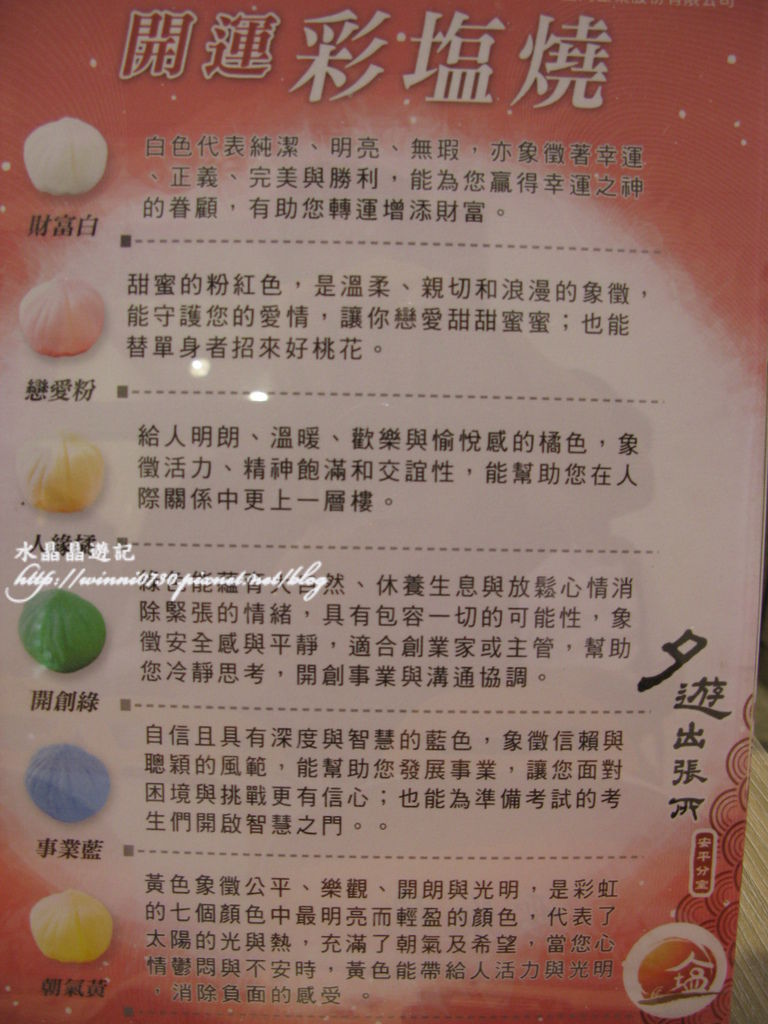 開運彩塩燒
白色代表純潔、明亮、無瑕，亦象徵著幸運
、正義、完美與勝利，能為您贏得幸運之神
的眷顧，有助您轉運增添財富。
財富白
甜蜜的粉紅色，是溫柔、親切和浪漫的象徵，
能守護您的愛情，讓你戀愛甜甜蜜蜜；也能
替單身者招來好桃花。
戀愛粉
給人明朗、溫暖、歡樂與愉悅感的橘色，象
徵活力、精神飽滿和交誼性，能幫助您在人
際關係中更上一層樓。
人緣橘
水晶晶遊記
http://winni0730.pixnet.net/blog
綠色能蘊育大自然、休養生息與放鬆心情消
除緊張的情緒，具有包容一切的可能性，象
徵安全感與平靜，適合創業家或主管，幫助
您冷靜思考，開創事業與溝通協調。
開創綠
自信且具有深度與智慧的藍色，象徵信賴與
聰穎的風範，能幫助您發展事業，讓您面對
困境與挑戰更有信心；也能為準備考試的考
生們開啟智慧之門。。
事業藍
黃色象徵公平、樂觀、開朗與光明，是彩虹
的七個顏色中最明亮而輕盈的顏色，代表了
太陽的光與熱，充滿了朝氣及希望，當您心
情鬱悶與不安時，黃色能帶給人活力與光明
，消除負面的感受。
朝氣黃
夕遊出張所
安平分室
塩